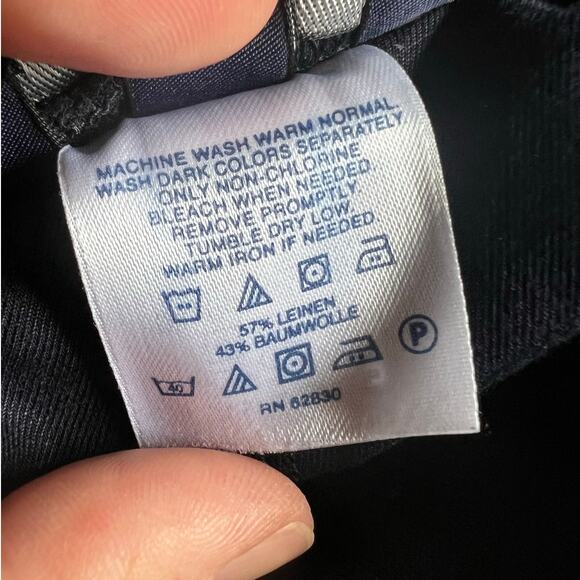 MACHINE WASH WARM NORMAL.
WASH DARK COLORS SEPARATELY
ONLY NON-CHLORINE
BLEACH WHEN NEEDED
REMOVE PROMPTLY
TUMBLE DRY LOW
WARM IRON IF NEEDED
57% LEINEN
43% BAUMWOLLE
40
P
RN 62830